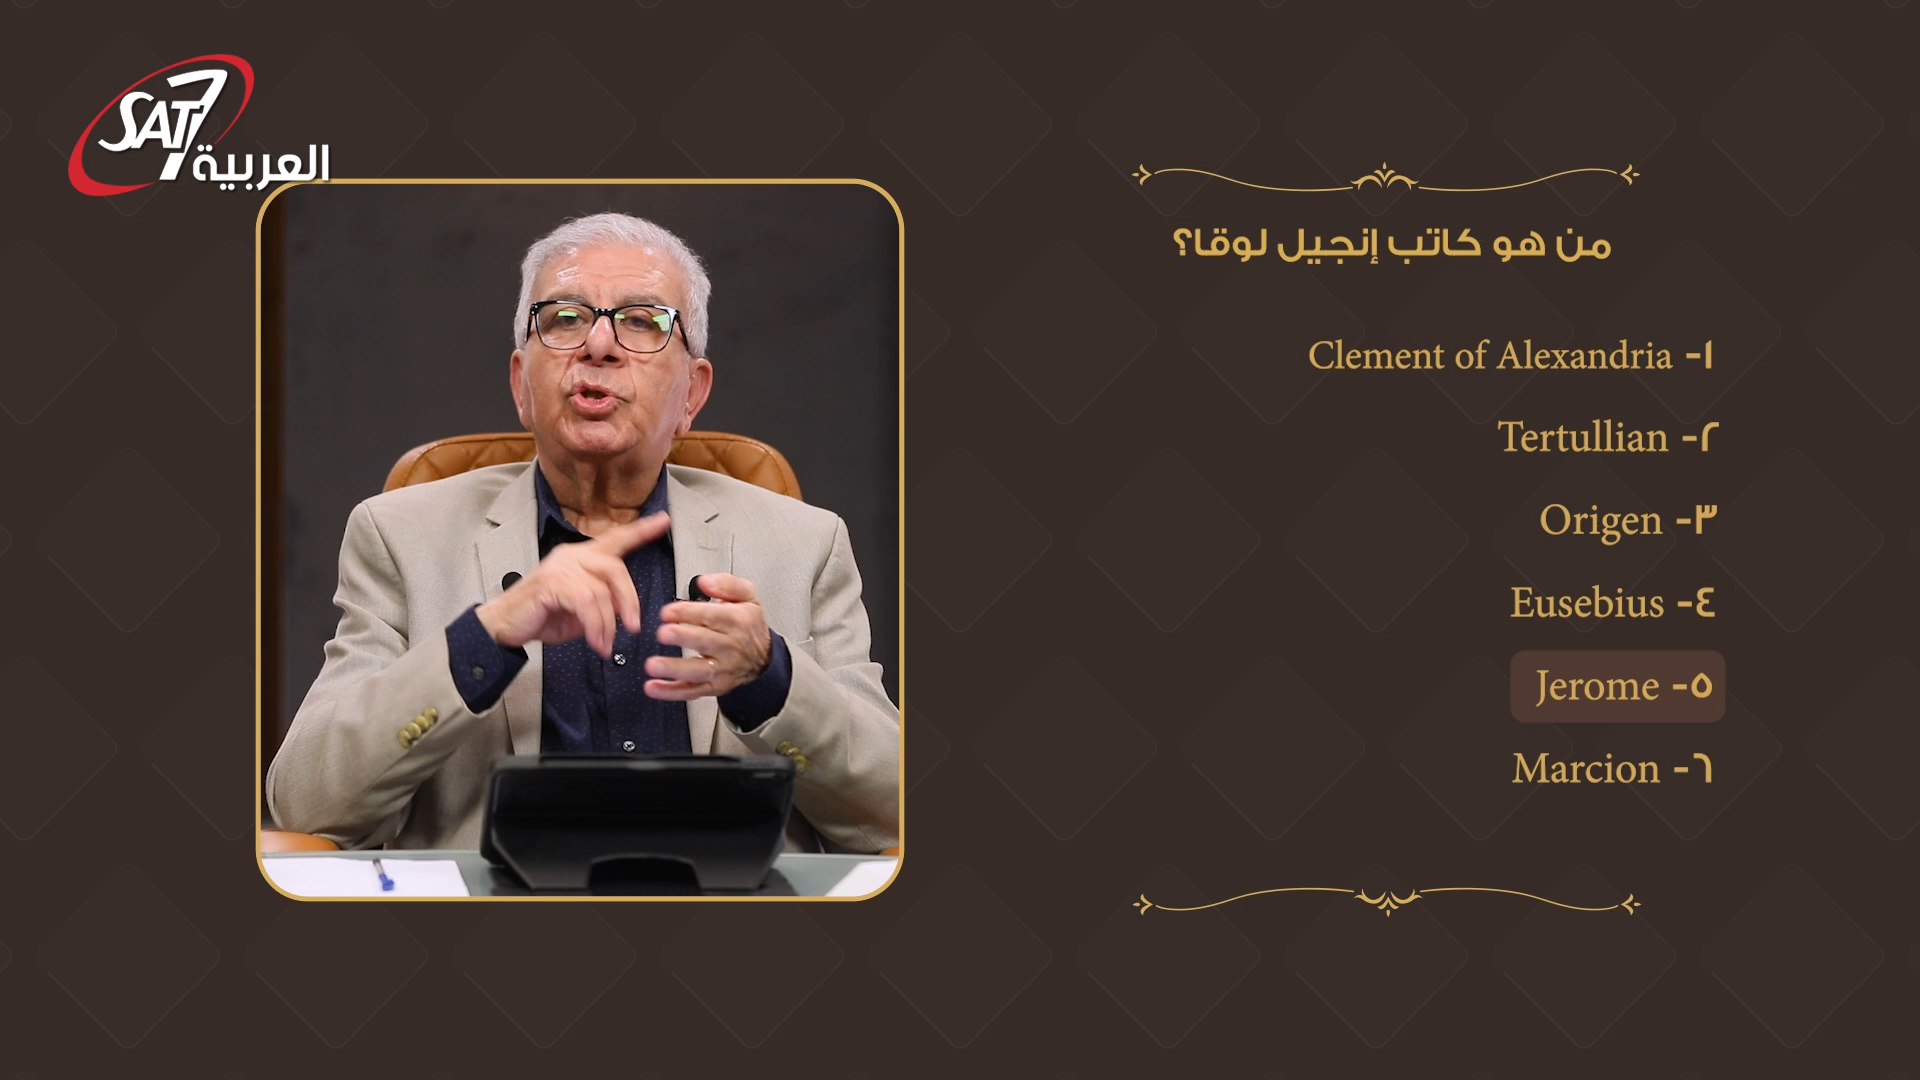 SAT7
العربية
من هو كاتب إنجيل لوقا؟
١- Clement of Alexandria
٢- Tertullian
٣- Origen
٤- Eusebius
٥- Jerome
٦- Marcion